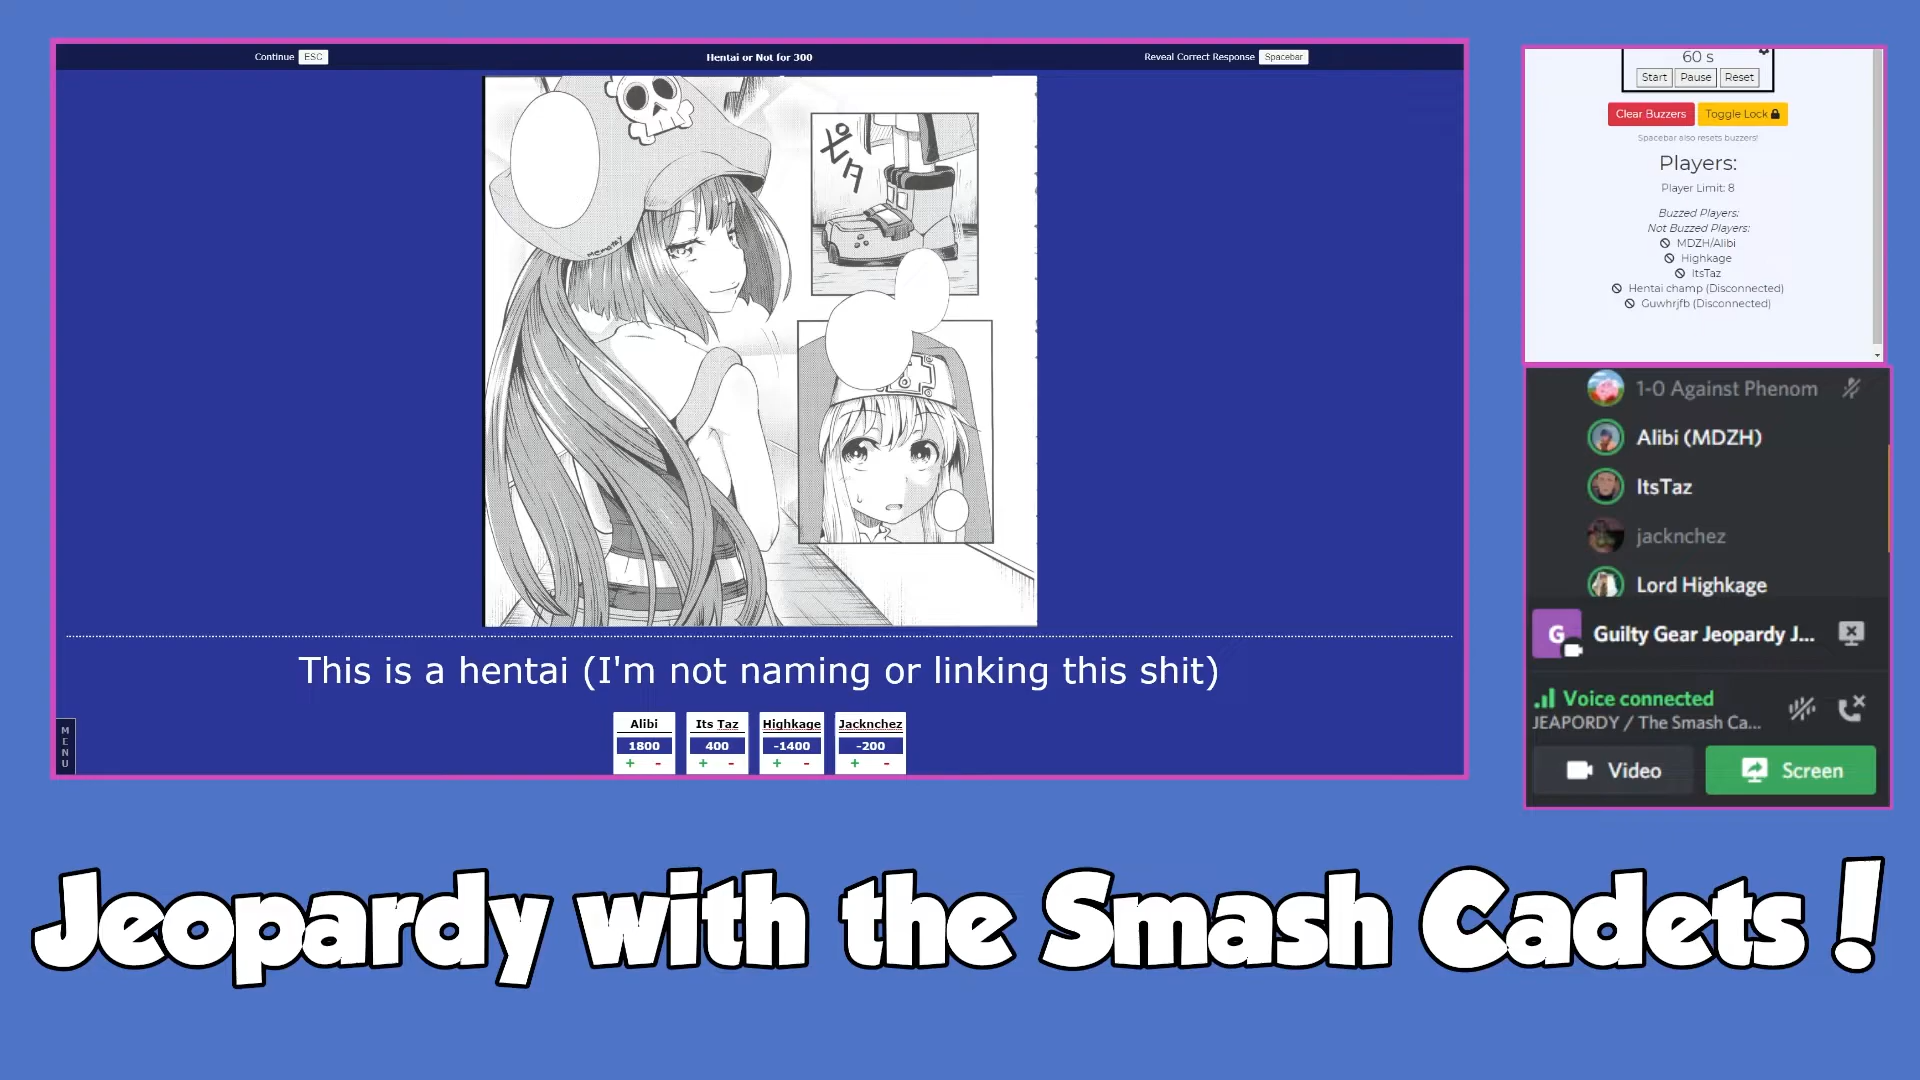 Continue ESC
Hentai or Not for 300
Reveal Correct Response Spacebar
ピタ
MEMBER
This is a hentai (I'm not naming or linking this shit)
MENU
Alibi
1800
+ -
Its Taz
400
+ -
Highkage
-1400
+ -
Jacknchez
-200
+ -
60 s
Start Pause Reset
Clear Buzzers Toggle Lock
Spacebar also resets buzzers!
Players:
Player Limit: 8
Buzzed Players:
Not Buzzed Players:
MDZH/Alibi
Highkage
ItsTaz
Hentai champ (Disconnected)
Guwhrjfb (Disconnected)
1-0 Against Phenom
Alibi (MDZH)
ItsTaz
jacknchez
Lord Highkage
G Guilty Gear Jeopardy J...
Voice connected
JEAPORDY / The Smash Ca...
Video
Screen
Jeopardy with the Smash Cadets!